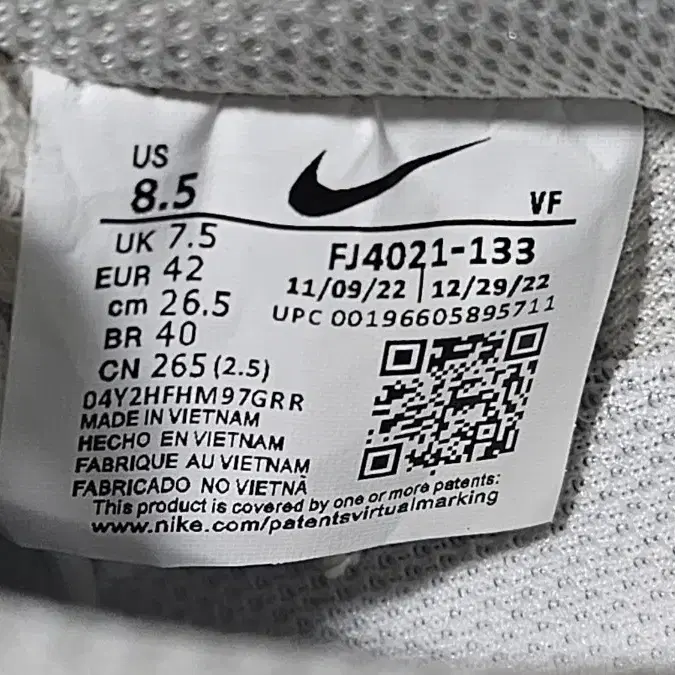 US
8.5
VF
UK 7.5
EUR 42
cm 26.5
BR 40
CN 265 (2.5)
FJ4021-133
11/09/22 | 12/29/22
UPC 00196605895711
04Y2HFHM97GRR
MADE IN VIETNAM
HECHO EN VIETNAM
FABRIQUE AU VIETNAM
FABRICADO NO VIETNÃ
This product is covered by one or more patents:
www.nike.com/patentsvirtualmarking